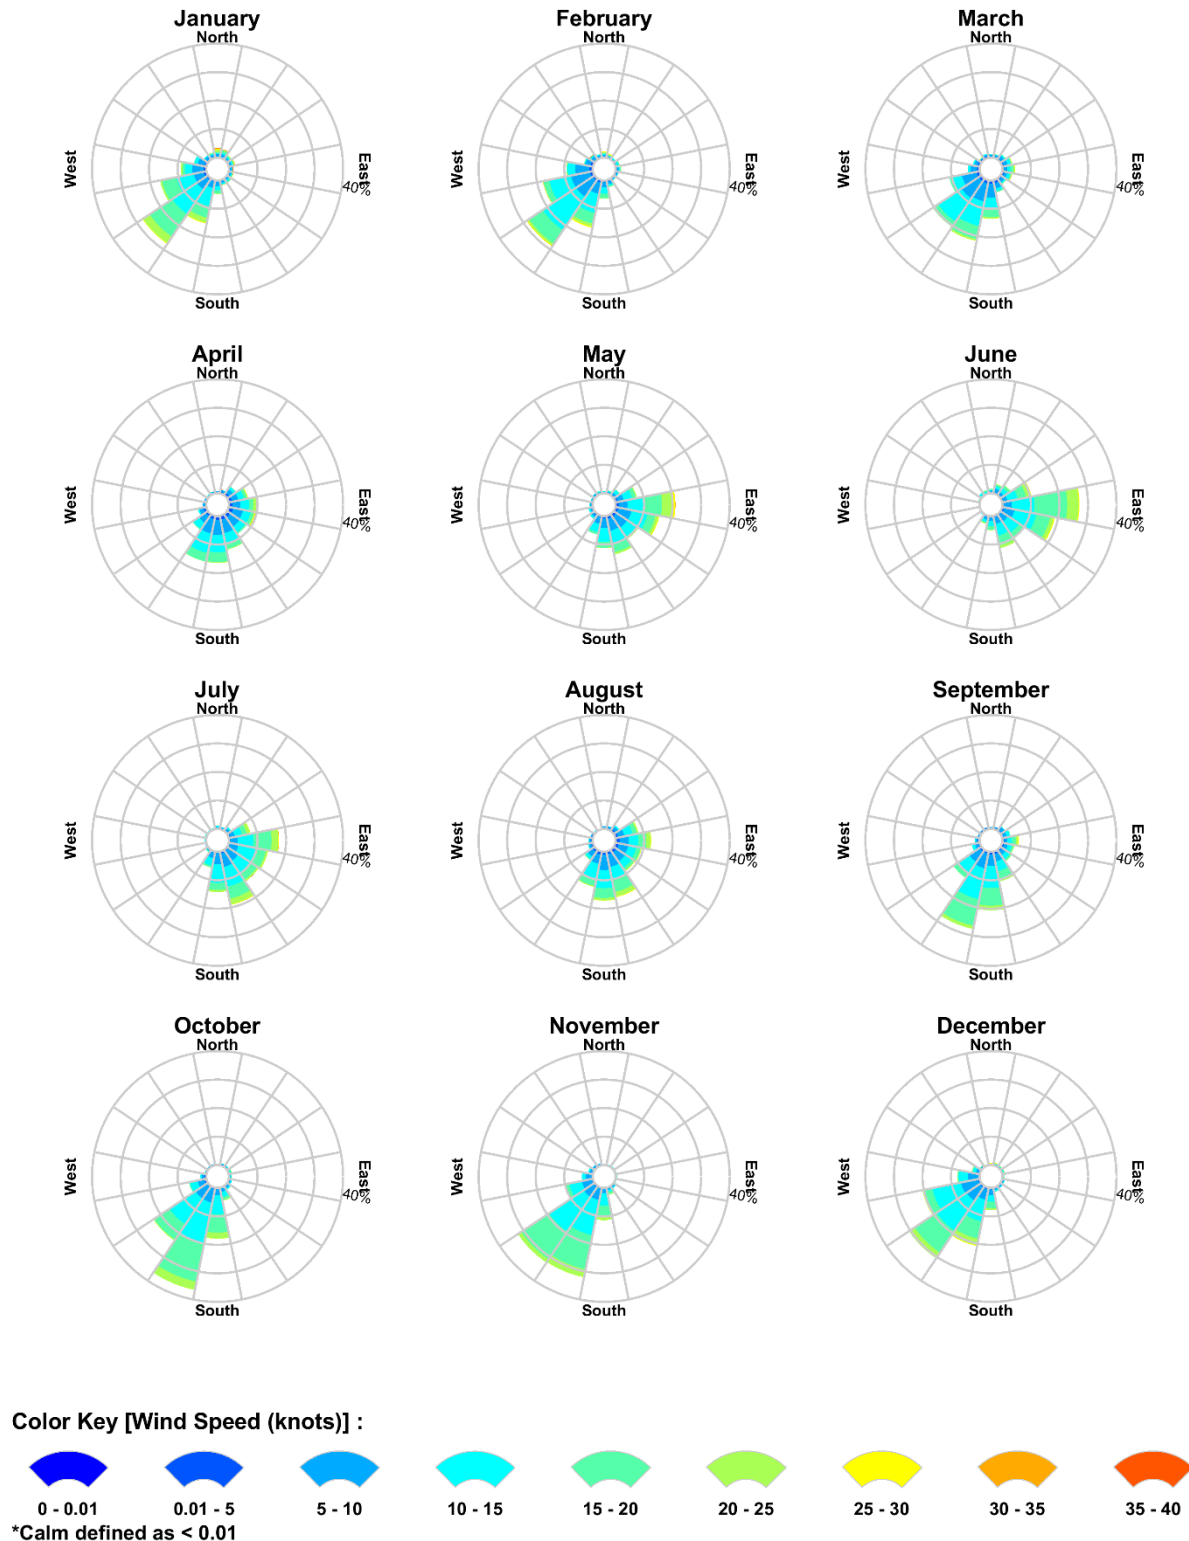 January February March
North North North
West East 40% West East 40% West East 40%
South South South
April May June
North North North
West East 40% West East 40% West East 40%
South South South
July August September
North North North
West East 40% West East 40% West East 40%
South South South
October November December
North North North
West East 40% West East 40% West East 40%
South South South
Color Key [Wind Speed (knots)] :
0 - 0.01 0.01 - 5 5 - 10 10 - 15 15 - 20 20 - 25 25 - 30 30 - 35 35 - 40
*Calm defined as < 0.01